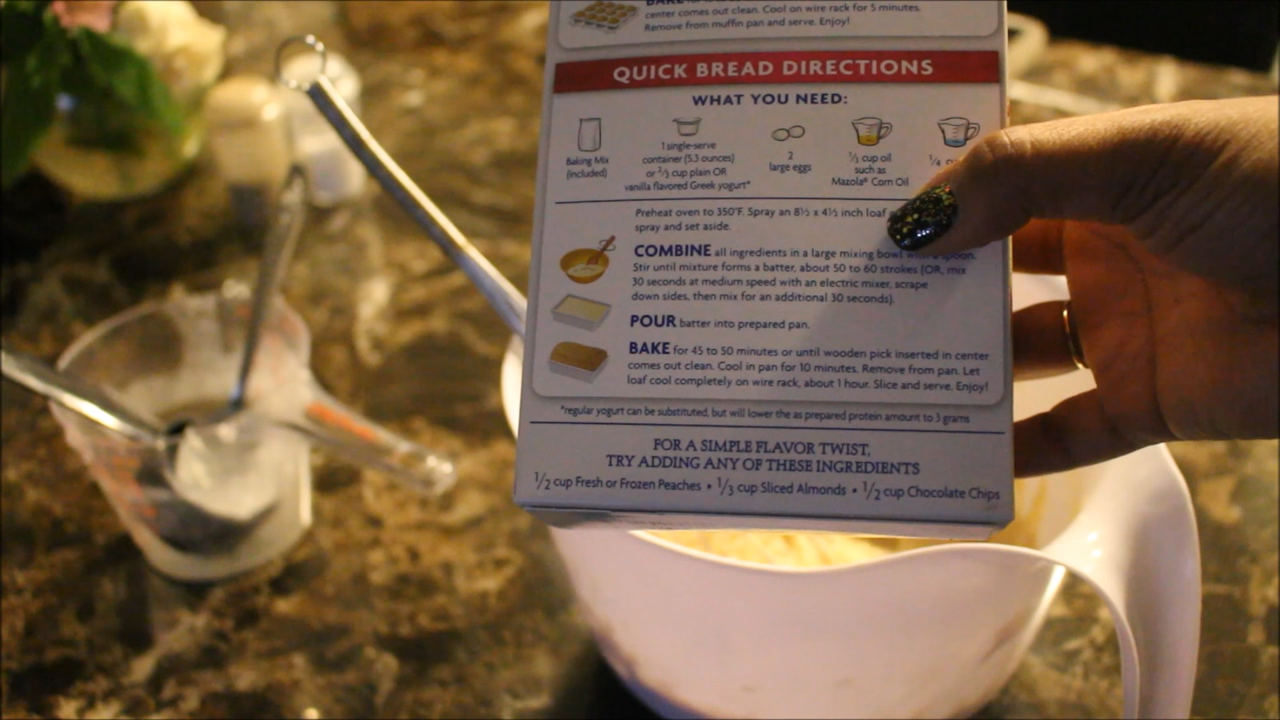 BAKE
center comes out clean. Cool on wire rack for 5 minutes.
Remove from muffin pan and serve. Enjoy!
QUICK BREAD DIRECTIONS
WHAT YOU NEED:
Baking Mix
(included)
1 single-serve
container (5.3 ounces)
or 2/3 cup plain OR
vanilla flavored Greek yogurt*
2
large eggs
1/3 cup oil
such as
Mazola® Corn Oil
1/4
Preheat oven to 350°F. Spray an 8½ x 4½ inch loaf
spray and set aside.
COMBINE all ingredients in a large mixing bowl with a spoon.
Stir until mixture forms a batter, about 50 to 60 strokes (OR, mix
30 seconds at medium speed with an electric mixer, scrape
down sides, then mix for an additional 30 seconds).
POUR batter into prepared pan.
BAKE for 45 to 50 minutes or until wooden pick inserted in center
comes out clean. Cool in pan for 10 minutes. Remove from pan. Let
loaf cool completely on wire rack, about 1 hour. Slice and serve. Enjoy!
*regular yogurt can be substituted, but will lower the as prepared protein amount to 3 grams
FOR A SIMPLE FLAVOR TWIST,
TRY ADDING ANY OF THESE INGREDIENTS
1/2 cup Fresh or Frozen Peaches • 1/3 cup Sliced Almonds • 1/2 cup Chocolate Chips